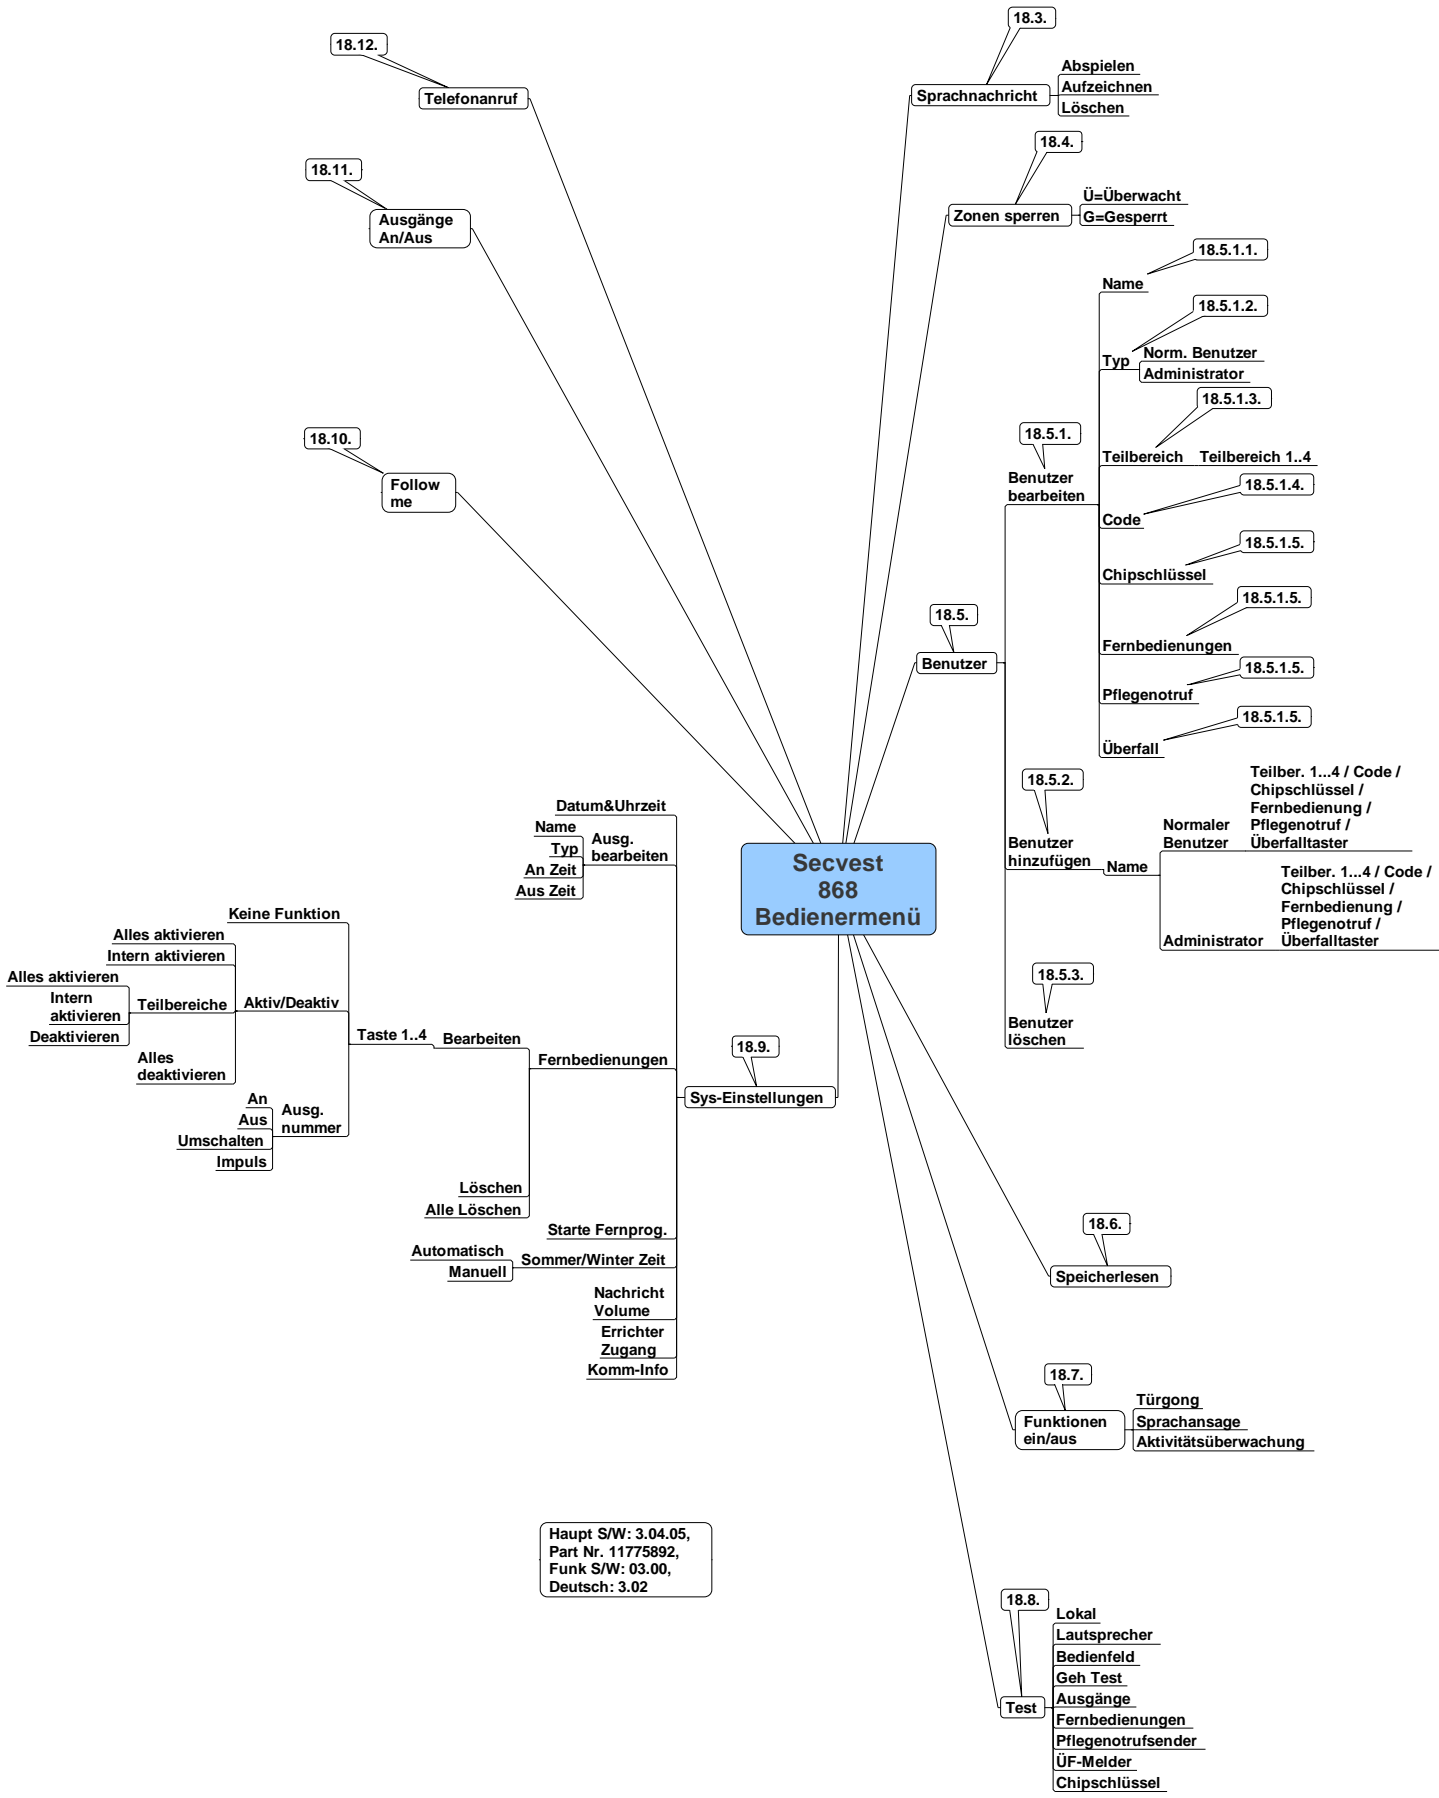 18.3.
Sprachnachricht
Abspielen
Aufzeichnen
Löschen
18.4.
Zonen sperren
Ü=Überwacht
G=Gesperrt
18.5.
Benutzer
18.5.1.
Benutzer
bearbeiten
18.5.1.1.
Name
18.5.1.2.
Typ
Norm. Benutzer
Administrator
18.5.1.3.
Teilbereich
Teilbereich 1..4
18.5.1.4.
Code
18.5.1.5.
Chipschlüssel
18.5.1.5.
Fernbedienungen
18.5.1.5.
Pflegenotruf
18.5.1.5.
Überfall
18.5.2.
Benutzer
hinzufügen
Name
Normaler
Benutzer
Teilber. 1...4 / Code /
Chipschlüssel /
Fernbedienung /
Pflegenotruf /
Überfalltaster
Administrator
Teilber. 1...4 / Code /
Chipschlüssel /
Fernbedienung /
Pflegenotruf /
Überfalltaster
18.5.3.
Benutzer
löschen
Secvest
868
Bedienermenü
18.6.
Speicherlesen
18.7.
Funktionen
ein/aus
Türgong
Sprachansage
Aktivitätsüberwachung
18.8.
Test
Lokal
Lautsprecher
Bedienfeld
Geh Test
Ausgänge
Fernbedienungen
Pflegenotrufsender
ÜF-Melder
Chipschlüssel
18.9.
Sys-Einstellungen
Datum&Uhrzeit
Ausg.
bearbeiten
Name
Typ
An Zeit
Aus Zeit
Fernbedienungen
Bearbeiten
Taste 1..4
Keine Funktion
Aktiv/Deaktiv
Alles aktivieren
Intern aktivieren
Teilbereiche
Alles aktivieren
Intern
aktivieren
Deaktivieren
Alles
deaktivieren
Ausg.
nummer
An
Aus
Umschalten
Impuls
Löschen
Alle Löschen
Starte Fernprog.
Sommer/Winter Zeit
Automatisch
Manuell
Nachricht
Volume
Errichter
Zugang
Komm-Info
18.10.
Follow
me
18.11.
Ausgänge
An/Aus
18.12.
Telefonanruf
Haupt S/W: 3.04.05,
Part Nr. 11775892,
Funk S/W: 03.00,
Deutsch: 3.02